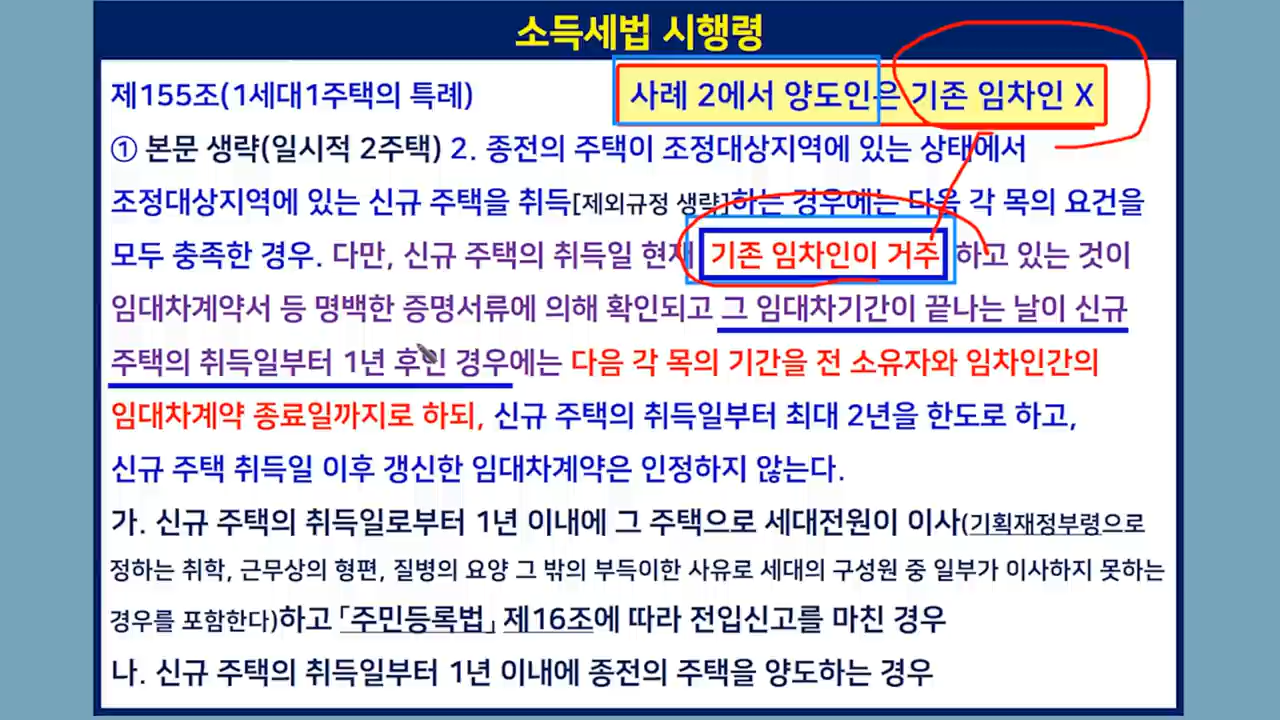 소득세법 시행령
제155조(1세대1주택의 특례)
사례 2에서 양도인은 기존 임차인 X
① 본문 생략(일시적 2주택) 2. 종전의 주택이 조정대상지역에 있는 상태에서
조정대상지역에 있는 신규 주택을 취득[제외규정 생략]하는 경우에는 다음 각 목의 요건을
모두 충족한 경우. 다만, 신규 주택의 취득일 현재 기존 임차인이 거주하고 있는 것이
임대차계약서 등 명백한 증명서류에 의해 확인되고 그 임대차기간이 끝나는 날이 신규
주택의 취득일부터 1년 후인 경우에는 다음 각 목의 기간을 전 소유자와 임차인간의
임대차계약 종료일까지로 하되, 신규 주택의 취득일부터 최대 2년을 한도로 하고,
신규 주택 취득일 이후 갱신한 임대차계약은 인정하지 않는다.
가. 신규 주택의 취득일로부터 1년 이내에 그 주택으로 세대전원이 이사(기획재정부령으로
정하는 취학, 근무상의 형편, 질병의 요양 그 밖의 부득이한 사유로 세대의 구성원 중 일부가 이사하지 못하는
경우를 포함한다)하고 「주민등록법」 제16조에 따라 전입신고를 마친 경우
나. 신규 주택의 취득일부터 1년 이내에 종전의 주택을 양도하는 경우